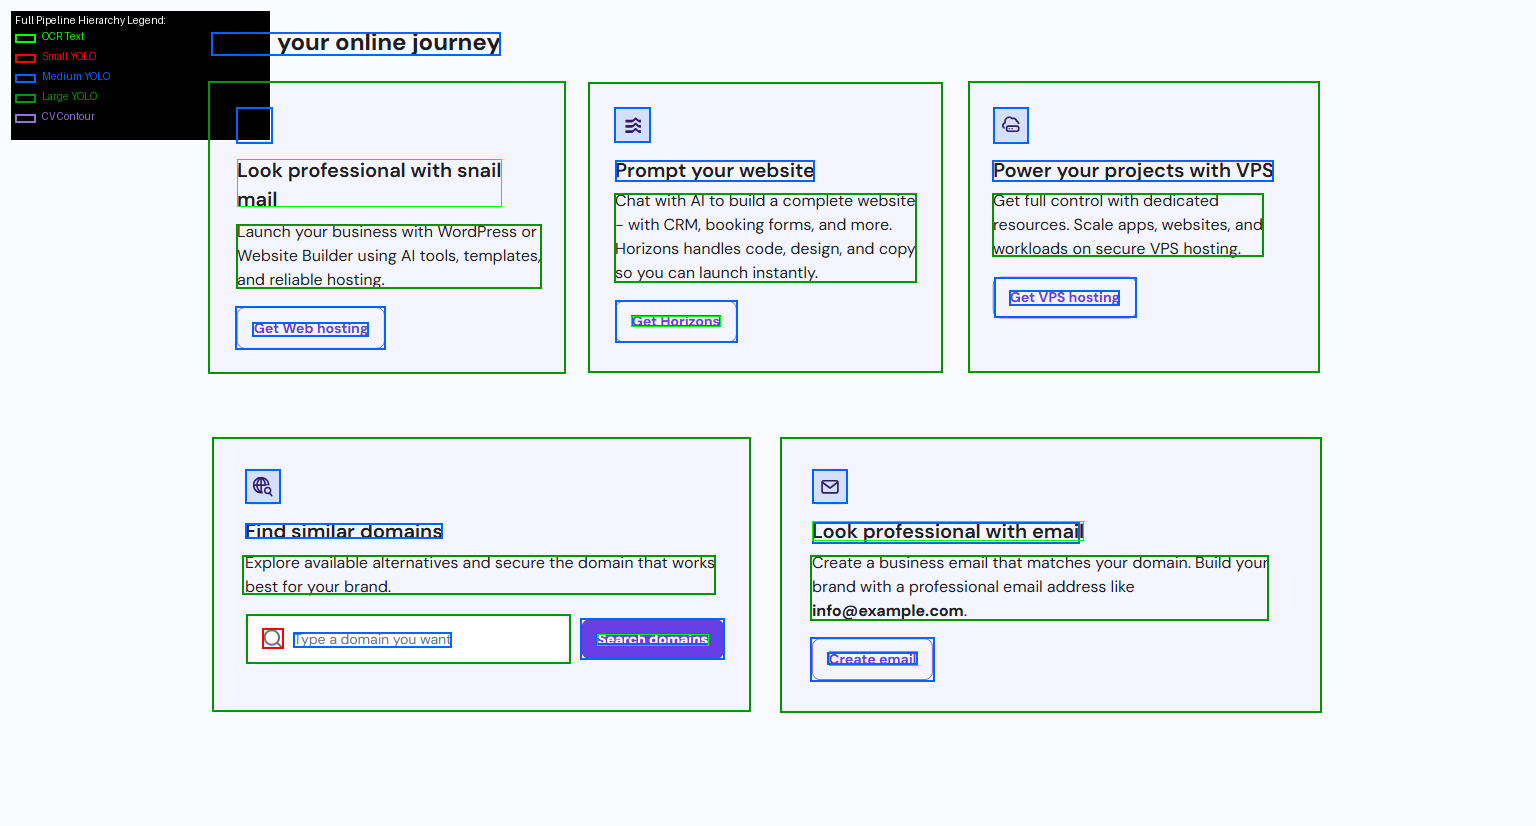 Full Pipeline Hierarchy Legend:
OCR Text
Small YOLO
Medium YOLO
Large YOLO
CV Contour
your online journey
Look professional with snail
mail
Launch your business with WordPress or
Website Builder using AI tools, templates,
and reliable hosting.
Get Web hosting
Prompt your website
Chat with AI to build a complete website
– with CRM, booking forms, and more.
Horizons handles code, design, and copy
so you can launch instantly.
Get Horizons
Power your projects with VPS
Get full control with dedicated
resources. Scale apps, websites, and
workloads on secure VPS hosting.
Get VPS hosting
Find similar domains
Explore available alternatives and secure the domain that works
best for your brand.
Type a domain you want
Search domains
Look professional with email
Create a business email that matches your domain. Build your
brand with a professional email address like
info@example.com.
Create email